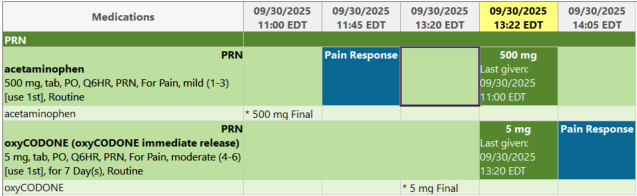 Medications 09/30/2025 11:00 EDT 09/30/2025 11:45 EDT 09/30/2025 13:20 EDT 09/30/2025 13:22 EDT 09/30/2025 14:05 EDT
PRN
PRN
acetaminophen
500 mg, tab, PO, Q6HR, PRN, For Pain, mild (1-3)
[use 1st], Routine
Pain Response
500 mg
Last given:
09/30/2025
11:00 EDT
acetaminophen * 500 mg Final
PRN
oxyCODONE (oxyCODONE immediate release)
5 mg, tab, PO, Q6HR, PRN, For Pain, moderate (4-6)
[use 1st], for 7 Day(s), Routine
5 mg
Last given:
09/30/2025
13:20 EDT
Pain Response
oxyCODONE * 5 mg Final